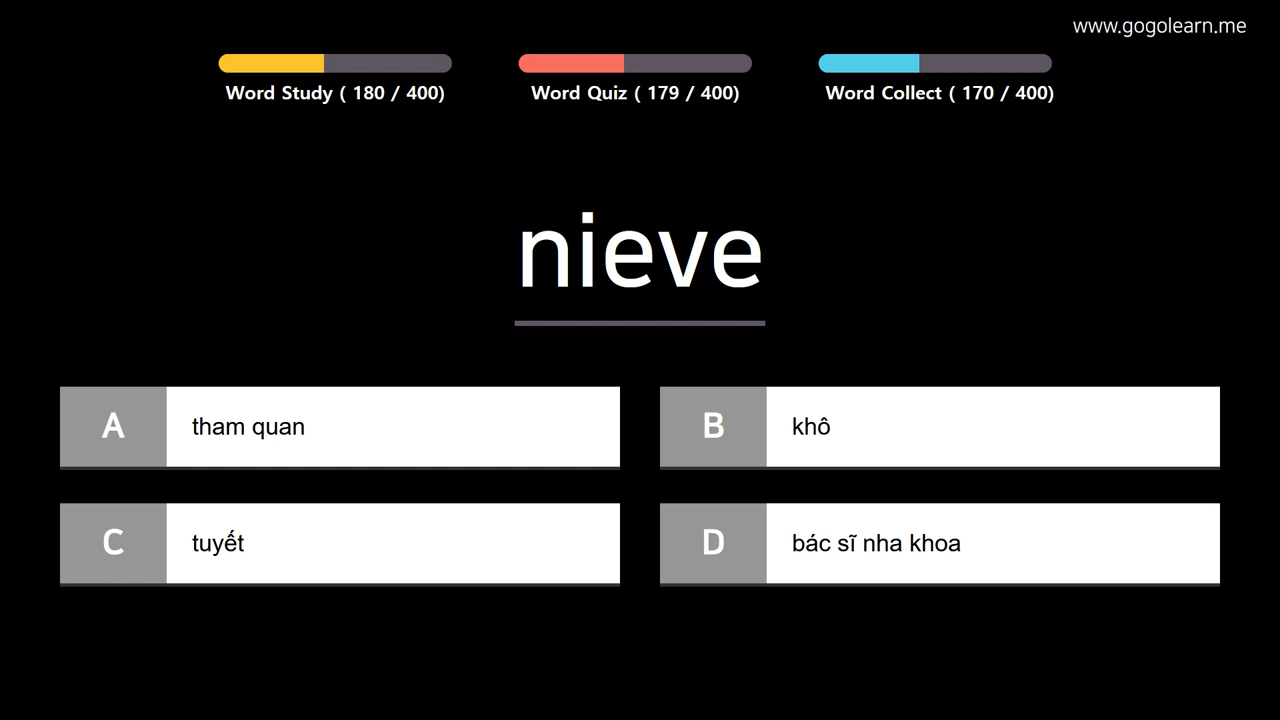 www.gogolearn.me
Word Study ( 180 / 400)
Word Quiz ( 179 / 400)
Word Collect ( 170 / 400)
nieve
A tham quan
B khô
C tuyết
D bác sĩ nha khoa